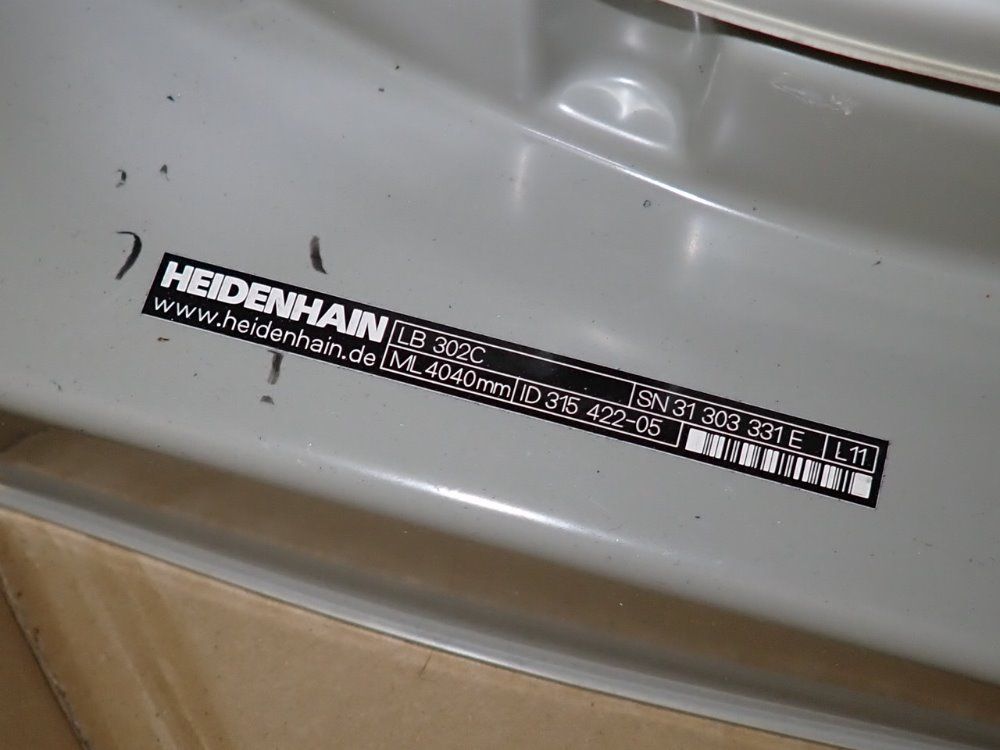 HEIDENHAIN
www.heidenhain.de
LB 302C
SN 31 303 331 E
L11
ML 4040mm
ID 315 422-05